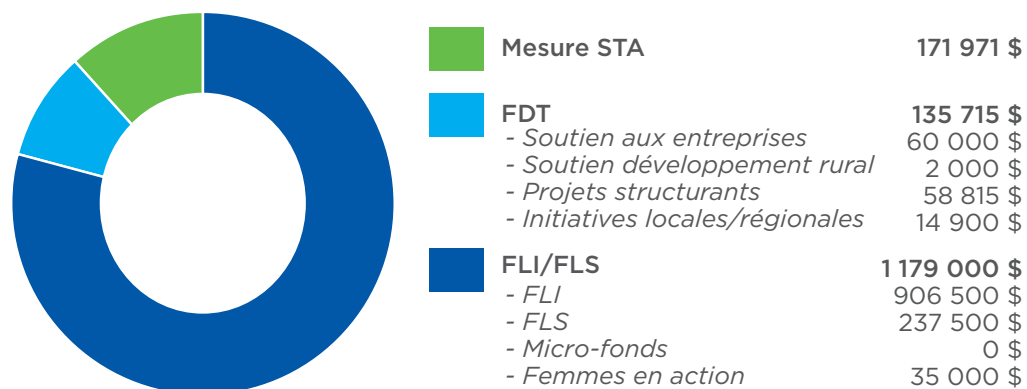 Mesure STA 171 971 $
FDT 135 715 $
- Soutien aux entreprises 60 000 $
- Soutien développement rural 2 000 $
- Projets structurants 58 815 $
- Initiatives locales/régionales 14 900 $
FLI/FLS 1 179 000 $
- FLI 906 500 $
- FLS 237 500 $
- Micro-fonds 0 $
- Femmes en action 35 000 $